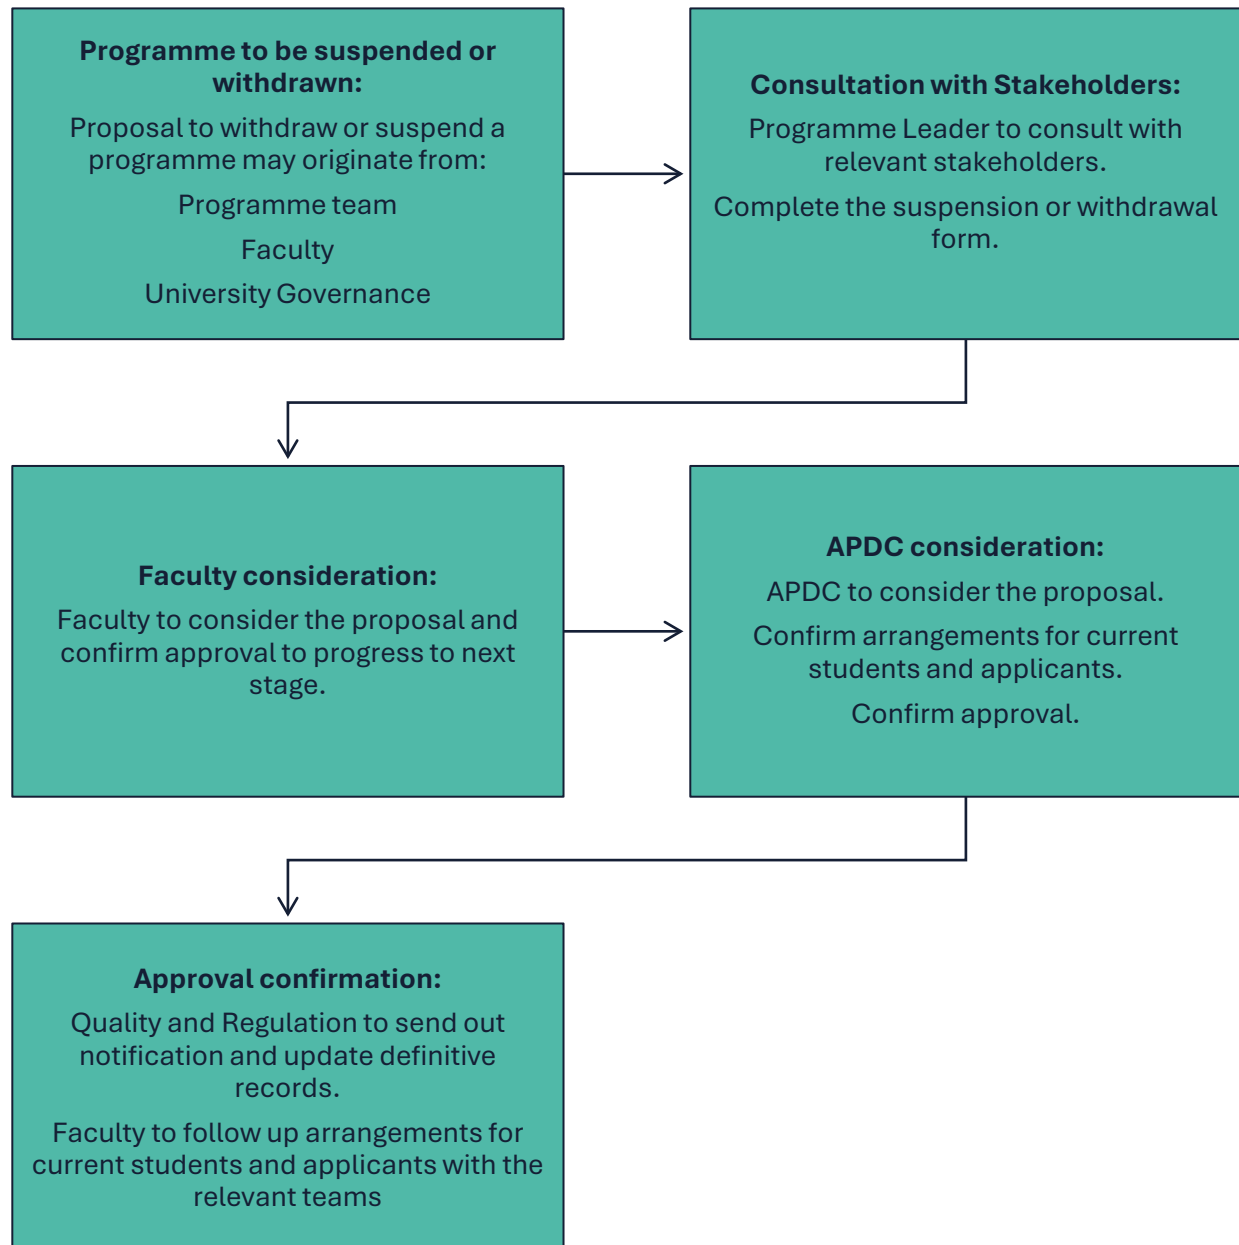 Programme to be suspended or
withdrawn:
Proposal to withdraw or suspend a
programme may originate from:
Programme team
Faculty
University Governance
Consultation with Stakeholders:
Programme Leader to consult with
relevant stakeholders.
Complete the suspension or withdrawal
form.
Faculty consideration:
Faculty to consider the proposal and
confirm approval to progress to next
stage.
APDC consideration:
APDC to consider the proposal.
Confirm arrangements for current
students and applicants.
Confirm approval.
Approval confirmation:
Quality and Regulation to send out
notification and update definitive
records.
Faculty to follow up arrangements for
current students and applicants with the
relevant teams